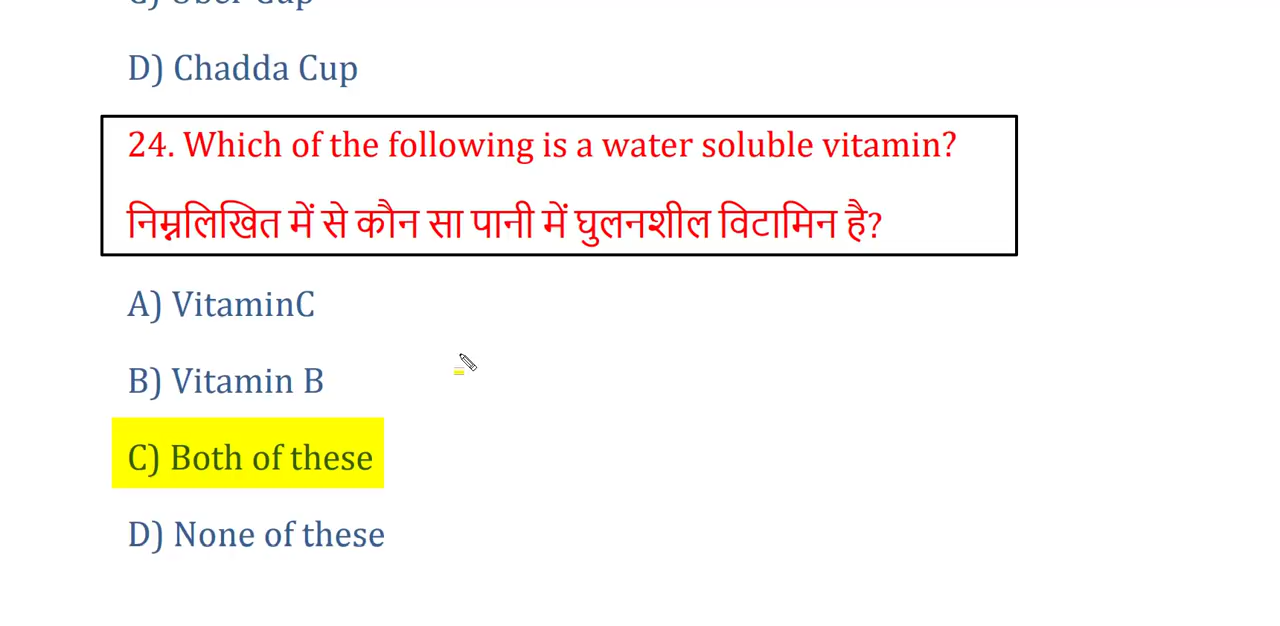 D) Chadda Cup
24. Which of the following is a water soluble vitamin?
निम्नलिखित में से कौन सा पानी में घुलनशील विटामिन है?
A) VitaminC
B) Vitamin B
C) Both of these
D) None of these